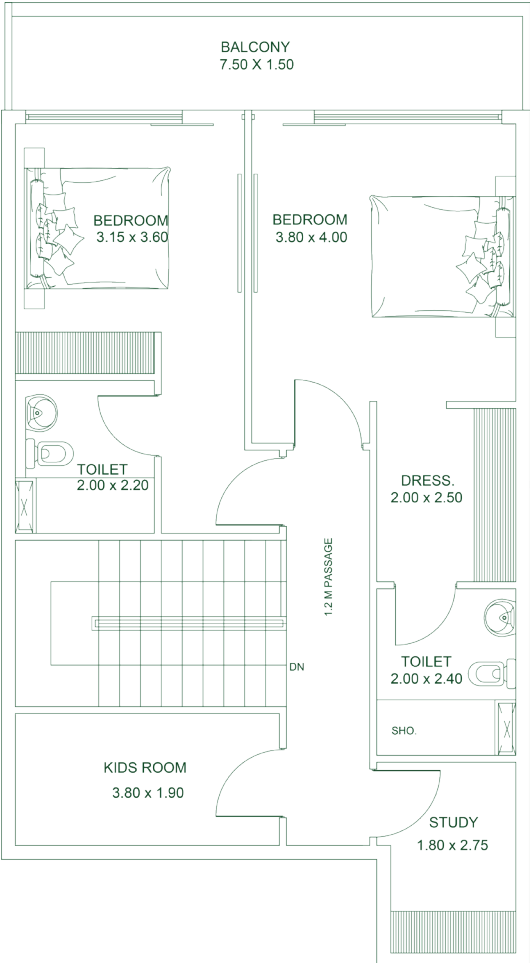 BALCONY
7.50 X 1.50
BEDROOM
3.15 x 3.60
BEDROOM
3.80 x 4.00
TOILET
2.00 x 2.20
DRESS.
2.00 x 2.50
1.2 M PASSAGE
DN
TOILET
2.00 x 2.40
SHO.
KIDS ROOM
3.80 x 1.90
STUDY
1.80 x 2.75